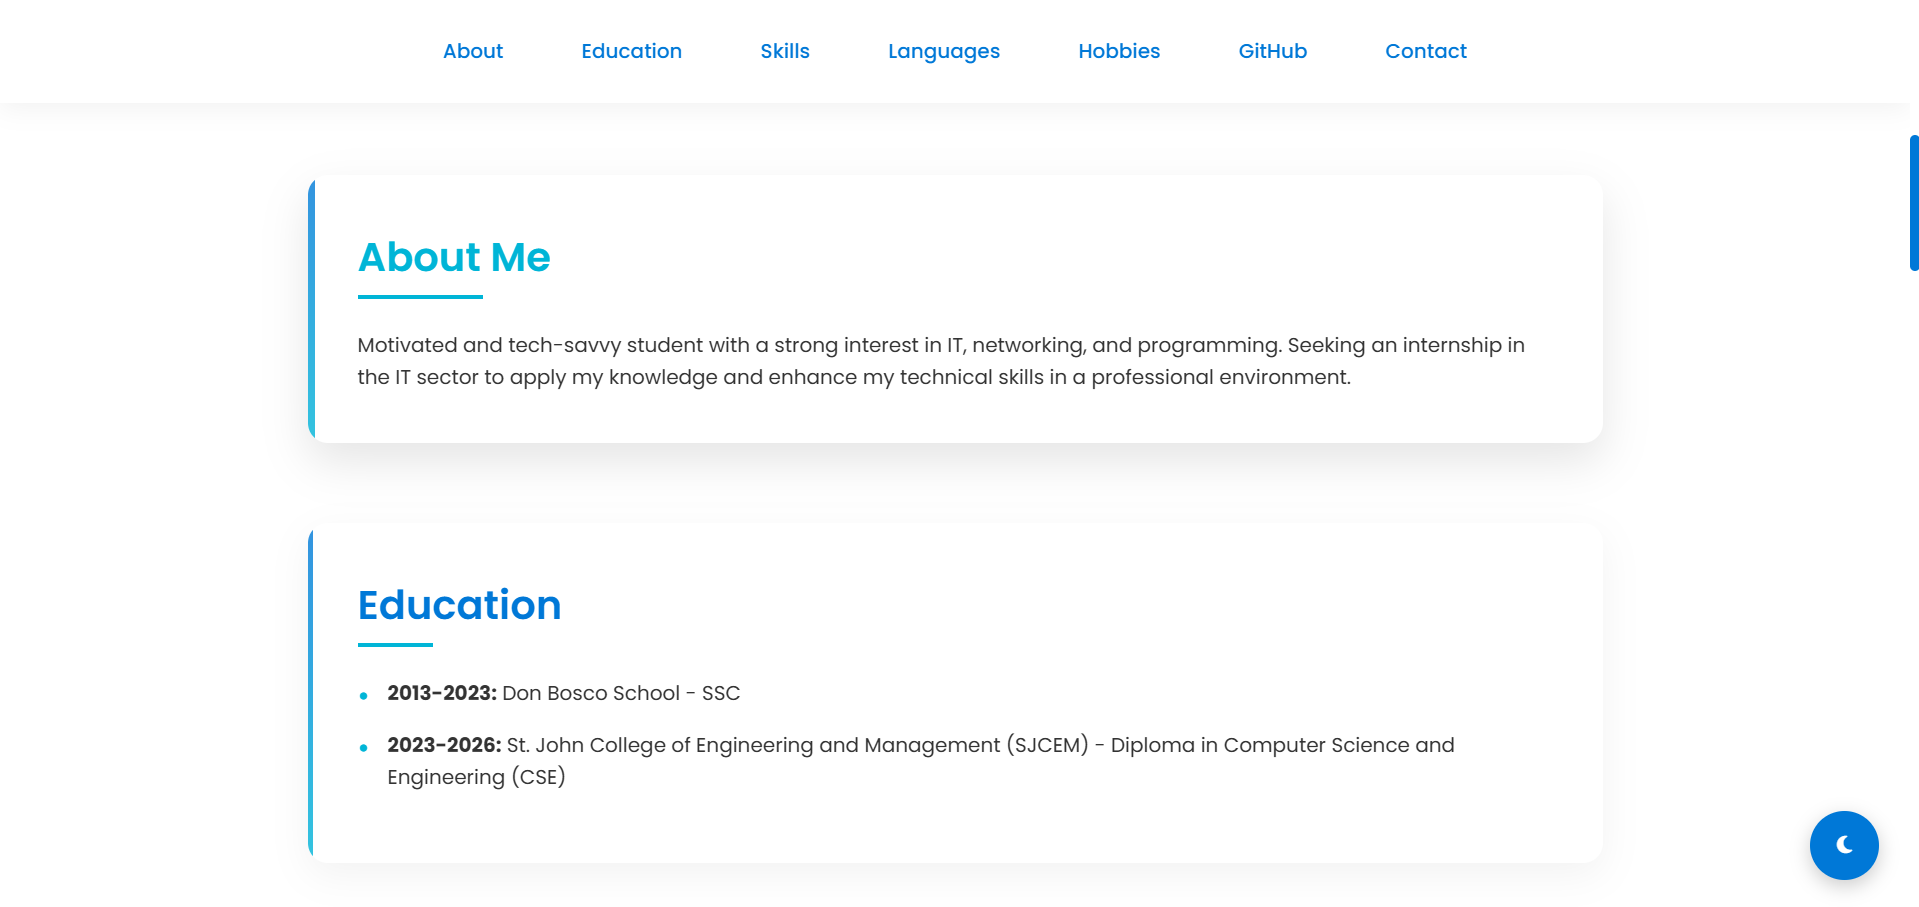 About Education Skills Languages Hobbies GitHub Contact
About Me
Motivated and tech-savvy student with a strong interest in IT, networking, and programming. Seeking an internship in
the IT sector to apply my knowledge and enhance my technical skills in a professional environment.
Education
2013-2023: Don Bosco School - SSC
2023-2026: St. John College of Engineering and Management (SJCEM) - Diploma in Computer Science and
Engineering (CSE)